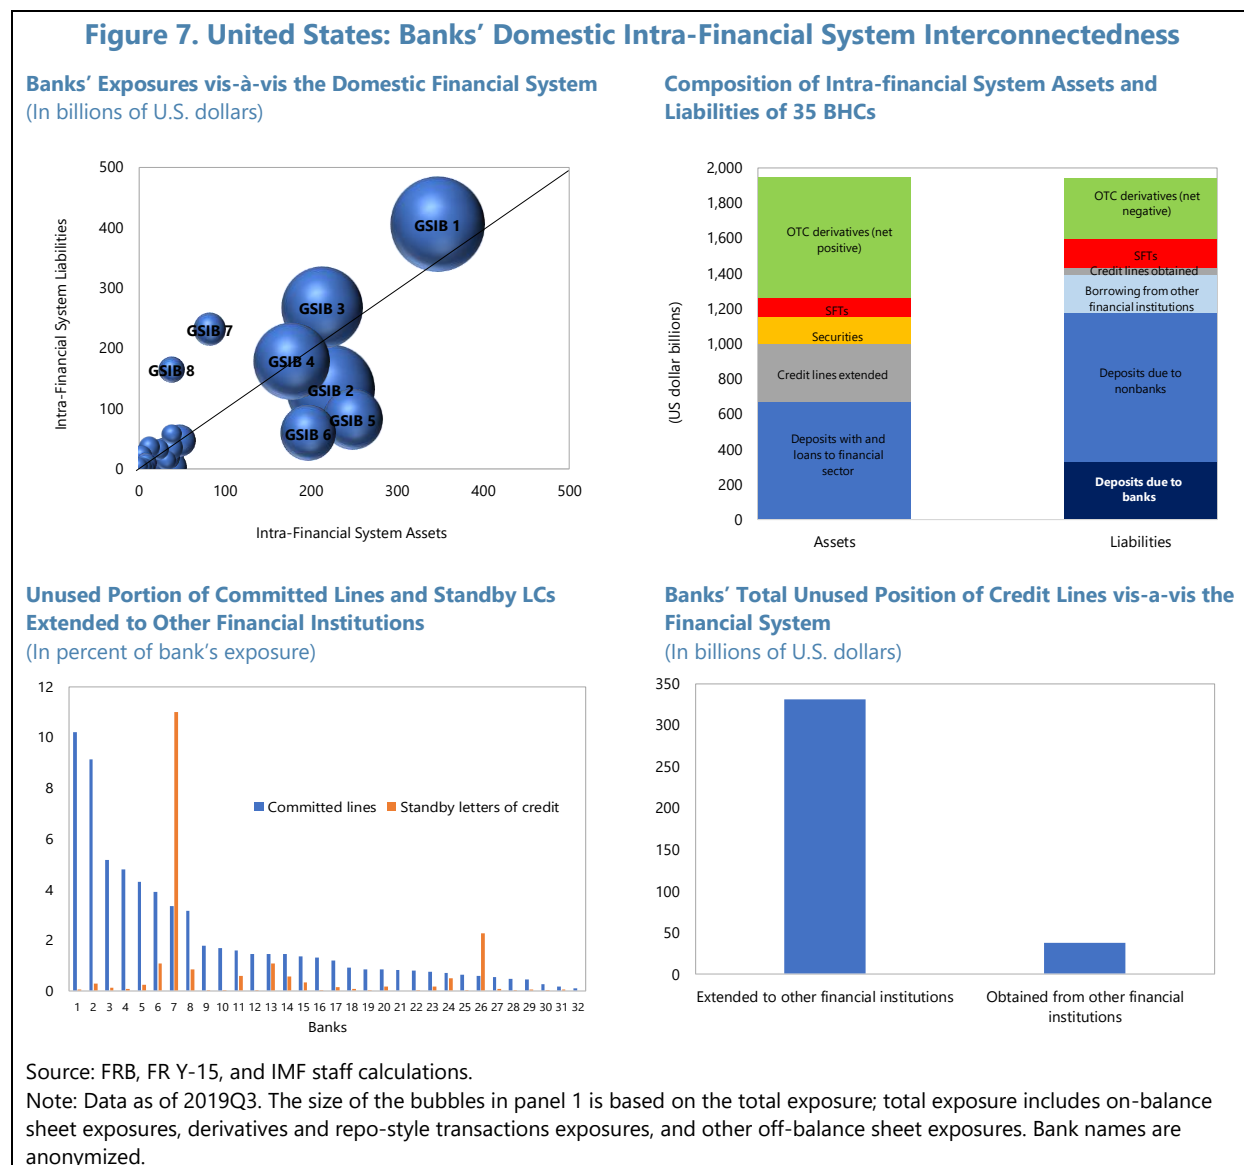 Figure 7. United States: Banks’ Domestic Intra-Financial System Interconnectedness
Banks’ Exposures vis-à-vis the Domestic Financial System
(In billions of U.S. dollars)
500
400
300
200
100
0
Intra-Financial System Liabilities
GSIB 1
GSIB 3
GSIB 7
GSIB 4
GSIB 8
GSIB 2
GSIB 5
GSIB 6
0 100 200 300 400 500
Intra-Financial System Assets
Composition of Intra-financial System Assets and
Liabilities of 35 BHCs
2,000
1,800
1,600
1,400
1,200
1,000
800
600
400
200
0
(US dollar billions)
OTC derivatives (net
positive)
SFTs
Securities
Credit lines extended
Deposits with and
loans to financial
sector
OTC derivatives (net
negative)
SFTs
Credit lines obtained
Borrowing from other
financial institutions
Deposits due to
nonbanks
Deposits due to
banks
Assets Liabilities
Unused Portion of Committed Lines and Standby LCs
Extended to Other Financial Institutions
(In percent of bank’s exposure)
12
10
8
6
4
2
0
Committed lines Standby letters of credit
1 2 3 4 5 6 7 8 9 10 11 12 13 14 15 16 17 18 19 20 21 22 23 24 25 26 27 28 29 30 31 32
Banks
Banks’ Total Unused Position of Credit Lines vis-a-vis the
Financial System
(In billions of U.S. dollars)
350
300
250
200
150
100
50
0
Extended to other financial institutions
Obtained from other financial
institutions
Source: FRB, FR Y-15, and IMF staff calculations.
Note: Data as of 2019Q3. The size of the bubbles in panel 1 is based on the total exposure; total exposure includes on-balance
sheet exposures, derivatives and repo-style transactions exposures, and other off-balance sheet exposures. Bank names are
anonymized.